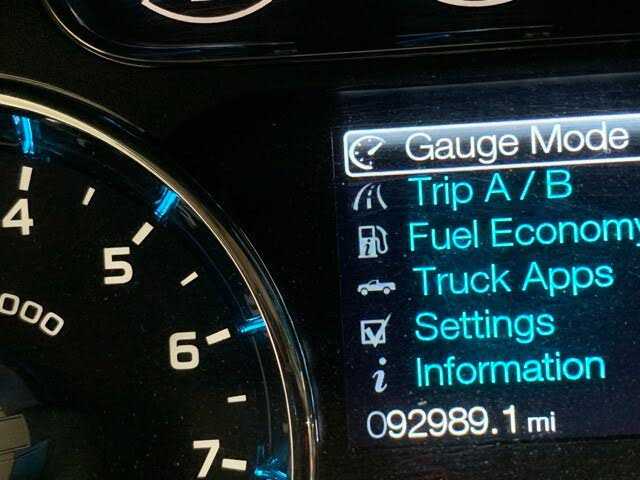 Gauge Mode
Trip A / B
Fuel Economy
Truck Apps
Settings
Information
092989.1 mi
4
5
000
6
7